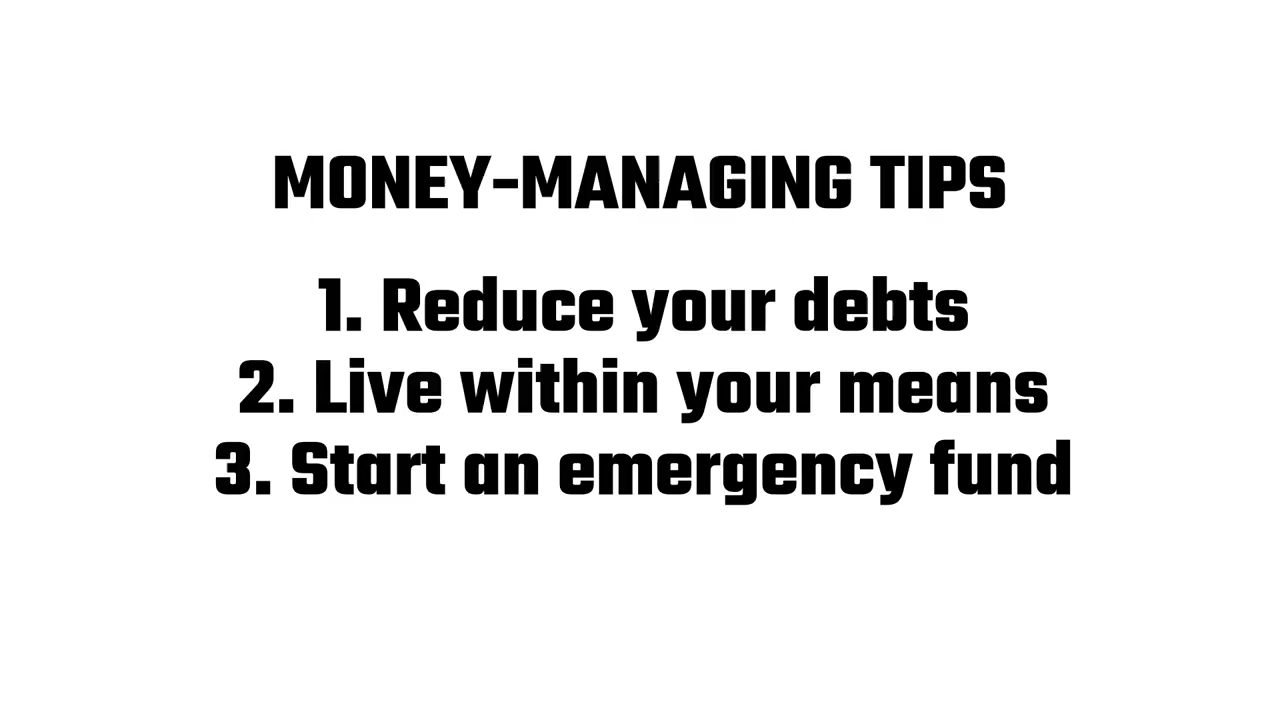 MONEY-MANAGING TIPS
1. Reduce your debts
2. Live within your means
3. Start an emergency fund